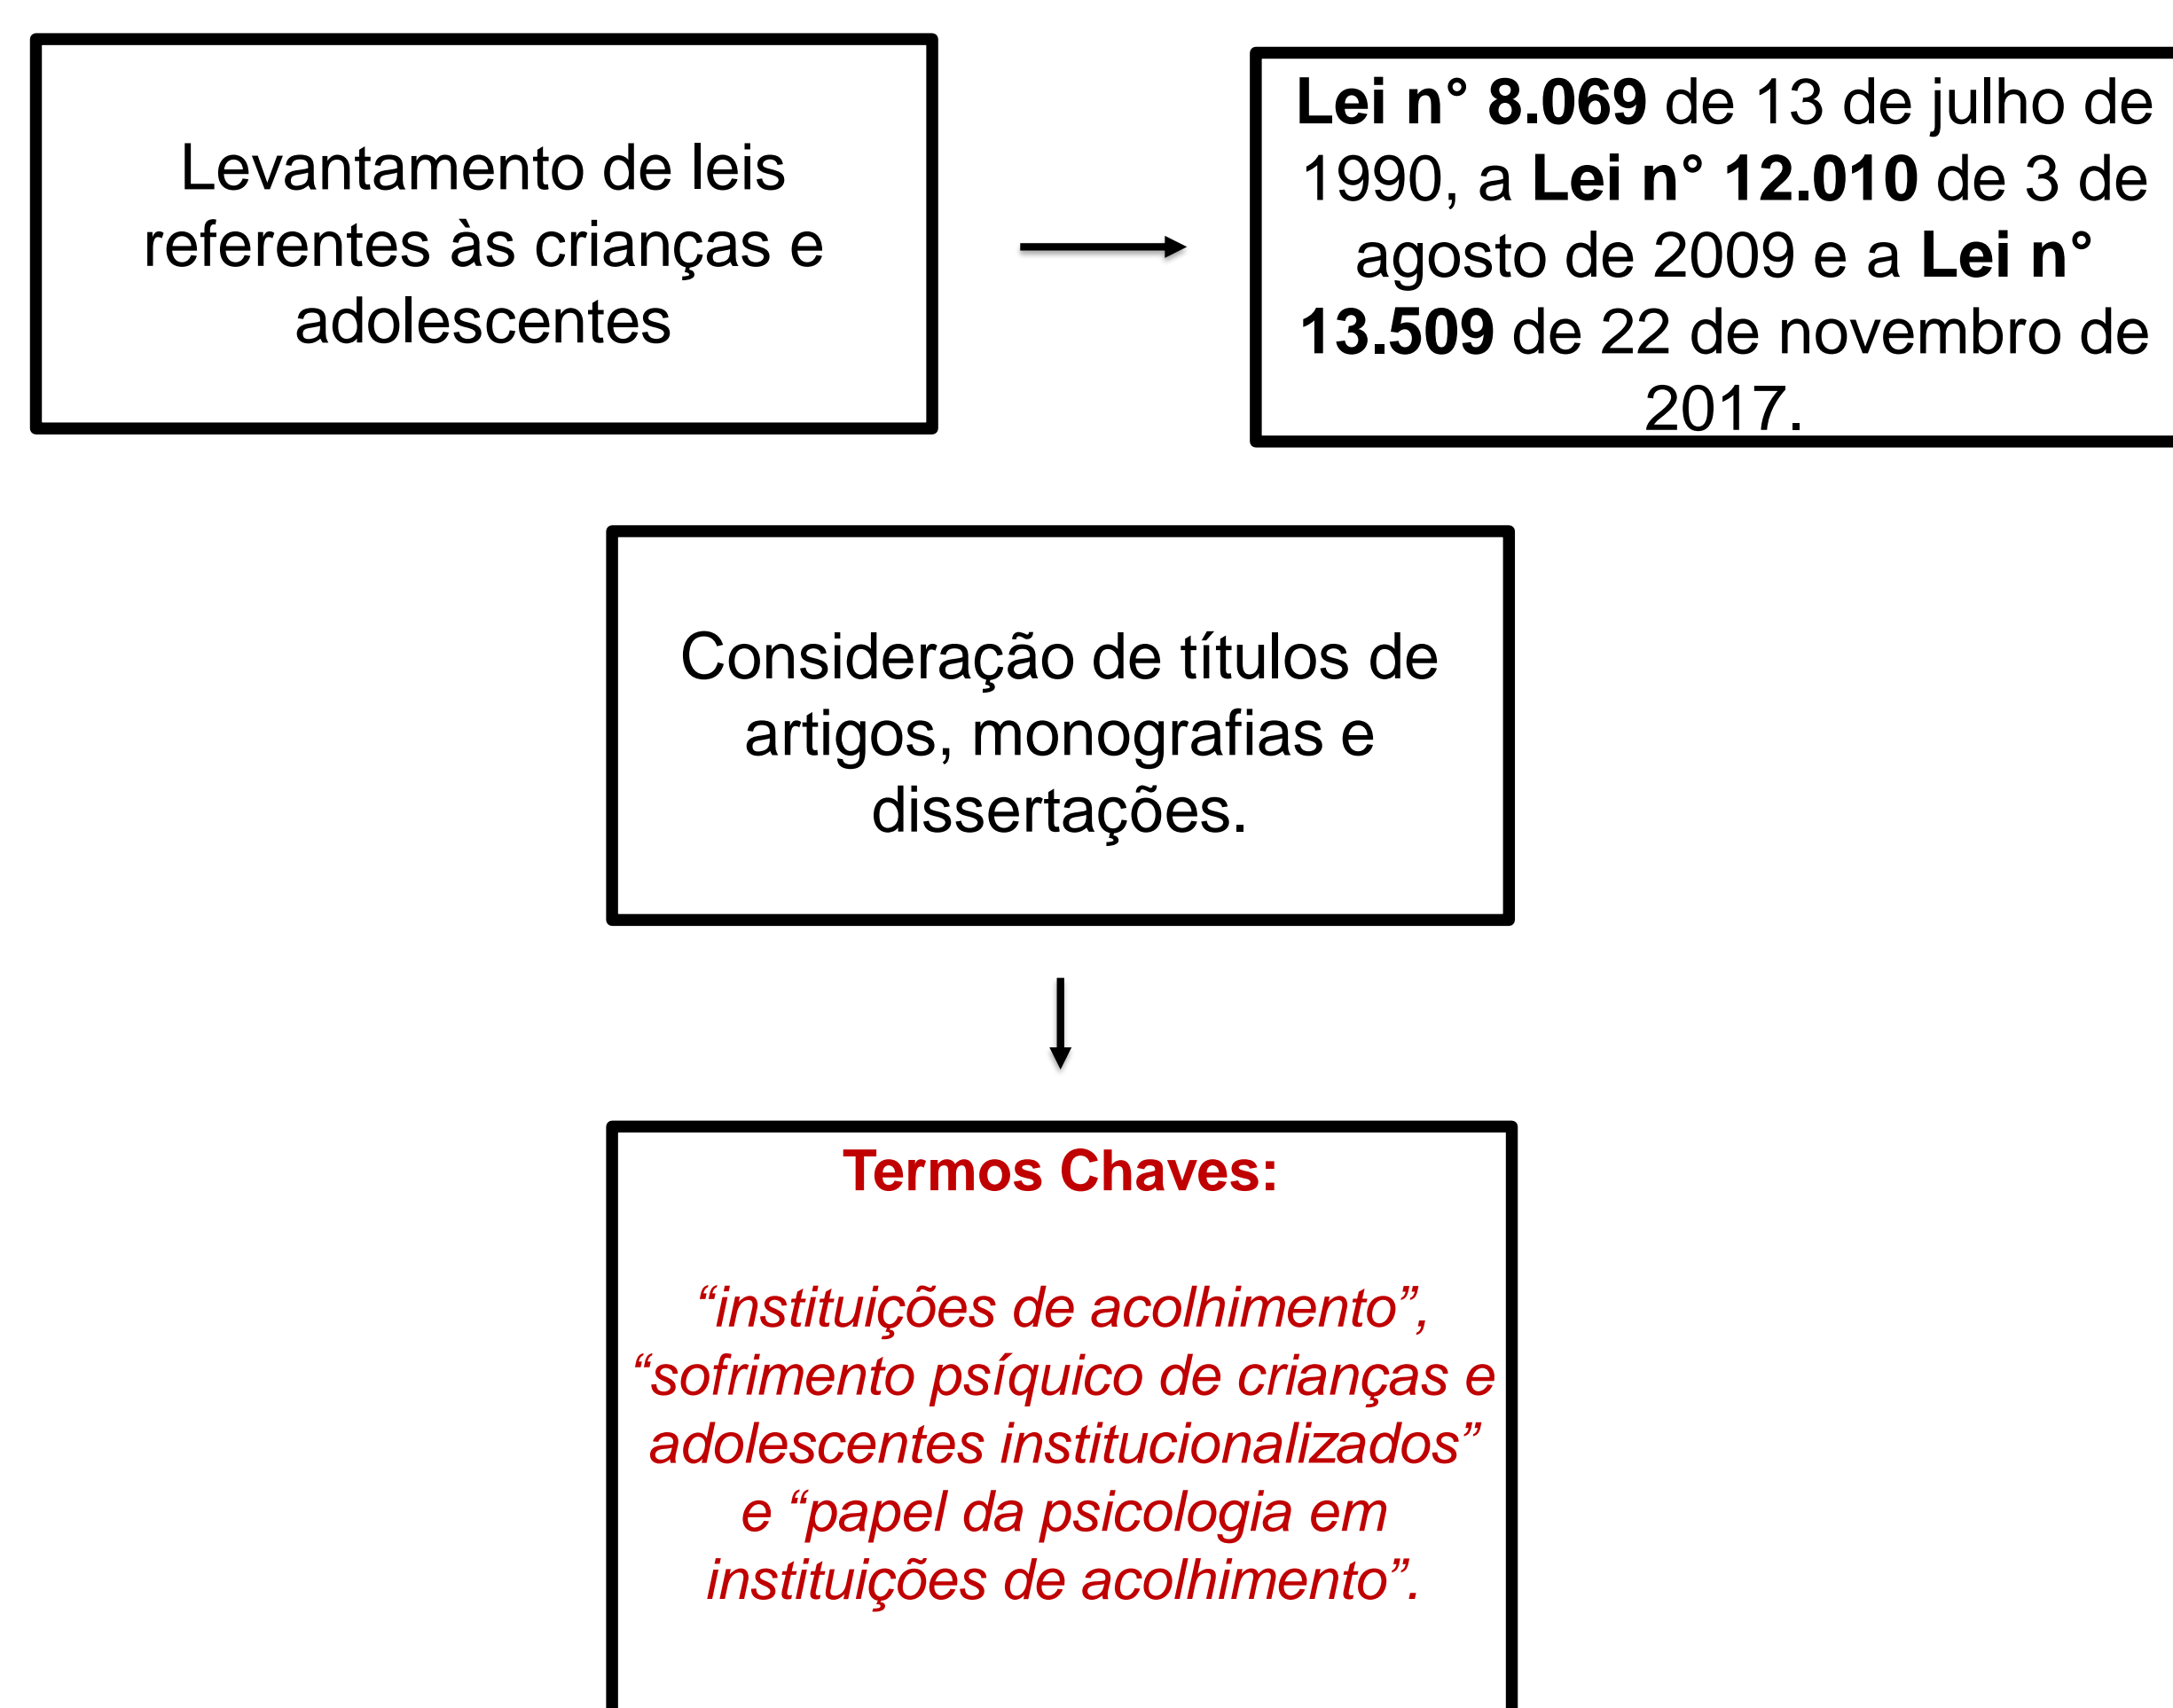 Levantamento de leis
referentes às crianças e
adolescentes
Lei n° 8.069 de 13 de julho de
1990, a Lei n° 12.010 de 3 de
agosto de 2009 e a Lei n°
13.509 de 22 de novembro de
2017.
Consideração de títulos de
artigos, monografias e
dissertações.
Termos Chaves:
“instituições de acolhimento”,
“sofrimento psíquico de crianças e
adolescentes institucionalizados”
e “papel da psicologia em
instituições de acolhimento”.